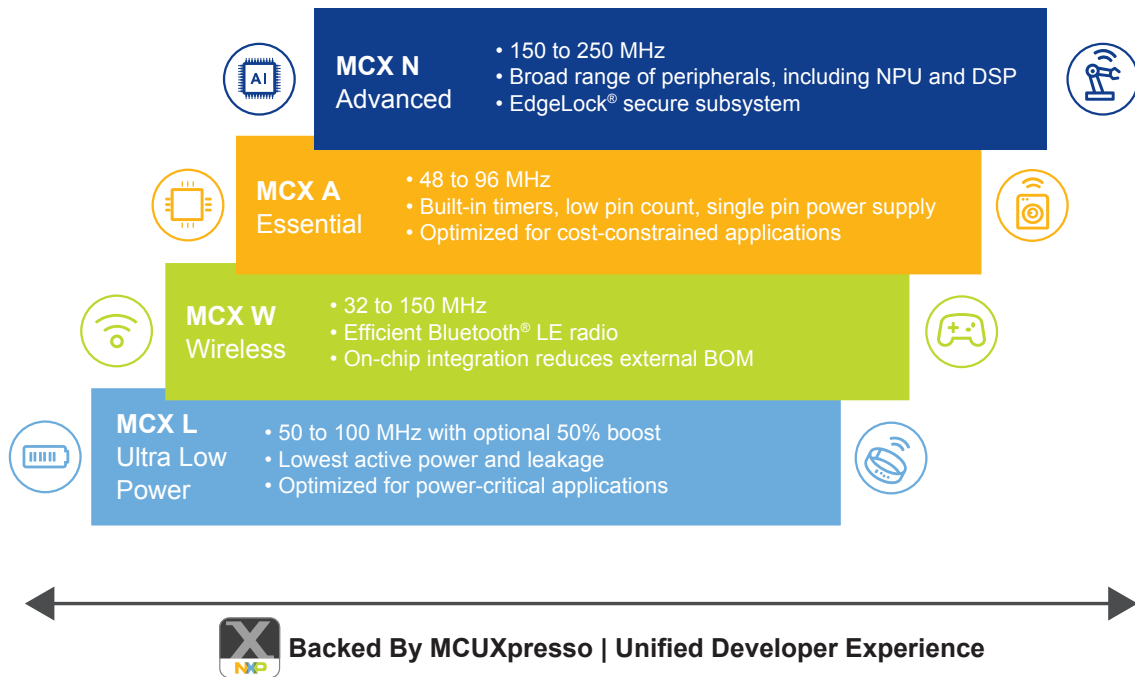 AI
MCX N
Advanced
• 150 to 250 MHz
• Broad range of peripherals, including NPU and DSP
• EdgeLock® secure subsystem
MCX A
Essential
• 48 to 96 MHz
• Built-in timers, low pin count, single pin power supply
• Optimized for cost-constrained applications
MCX W
Wireless
• 32 to 150 MHz
• Efficient Bluetooth® LE radio
• On-chip integration reduces external BOM
MCX L
Ultra Low
Power
• 50 to 100 MHz with optional 50% boost
• Lowest active power and leakage
• Optimized for power-critical applications
X
NXP
Backed By MCUXpresso | Unified Developer Experience